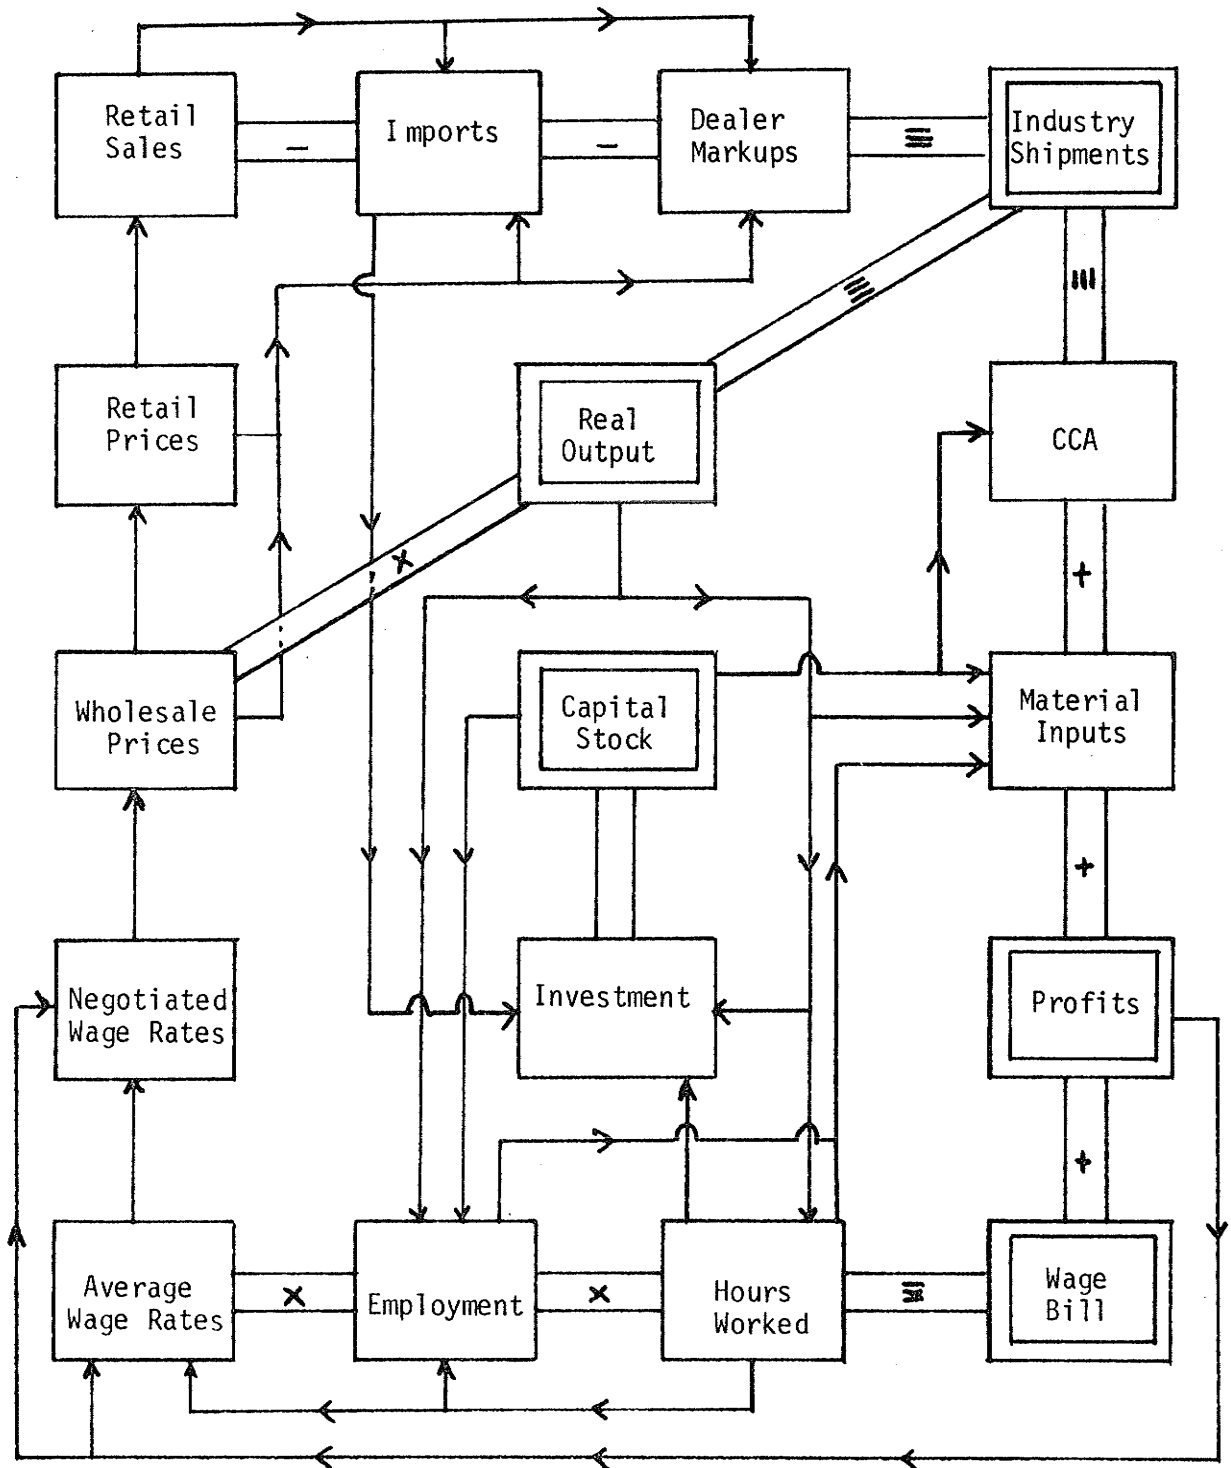 Retail
Sales
Imports
Dealer
Markups
Industry
Shipments
-
-
≡
≡
≡
Retail
Prices
Real
Output
CCA
×
+
Wholesale
Prices
Capital
Stock
Material
Inputs
+
Negotiated
Wage Rates
Investment
Profits
+
Average
Wage Rates
×
Employment
×
Hours
Worked
≡
Wage
Bill